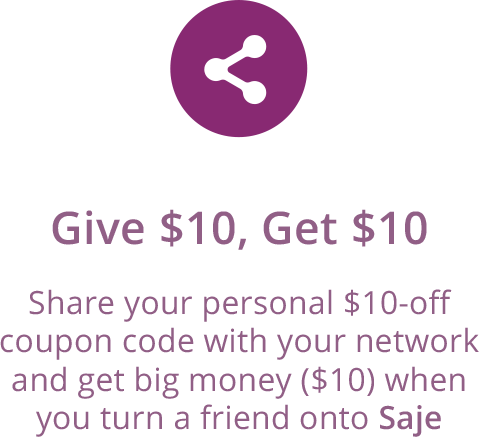 Give $10, Get $10
Share your personal $10-off
coupon code with your network
and get big money ($10) when
you turn a friend onto Saje